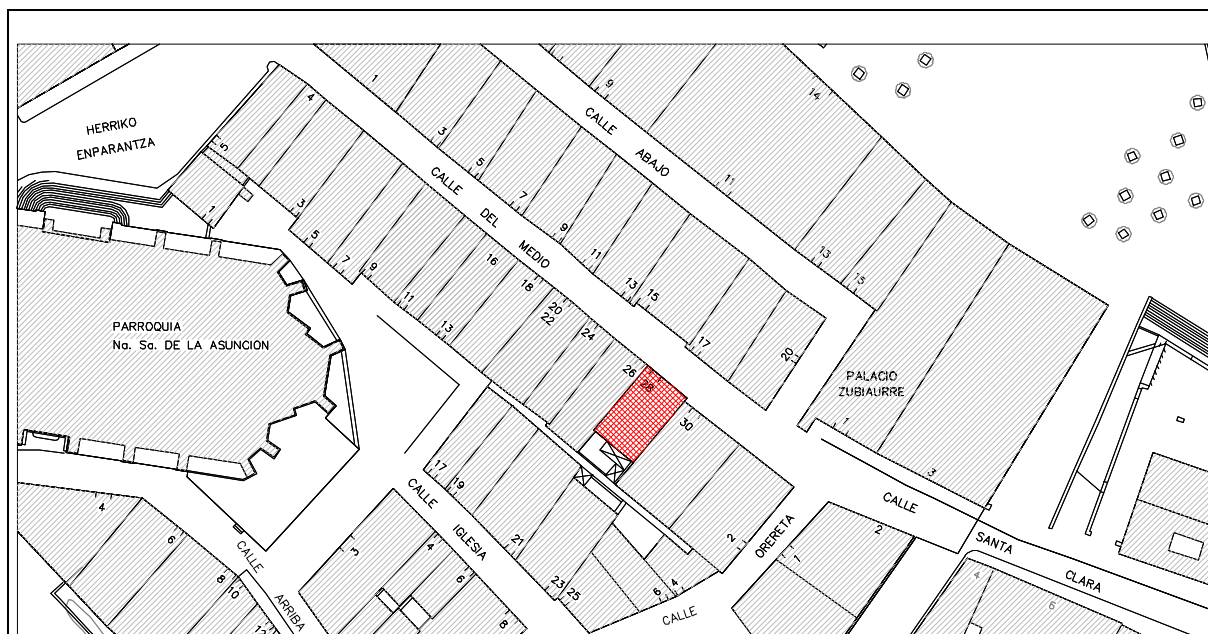 HERRIKO
ENPARANTZA
1
4
5
1
3
5
7
9
11
13
CALLE
DEL
MEDIO
1
3
5
7
9
11
13
15
17
20
16
18
20
22
24
26
28
30
9
14
CALLE
ABAJO
11
13
15
PARROQUIA
Na. Sa. DE LA ASUNCION
PALACIO
ZUBIAURRE
1
3
CALLE
SANTA
CLARA
2
4
6
17
19
CALLE
IGLESIA
21
23
25
6
4
2
CALLE
ORERETA
1
4
6
8
10
12
CALLE
ARRIBA
3
4
6
8